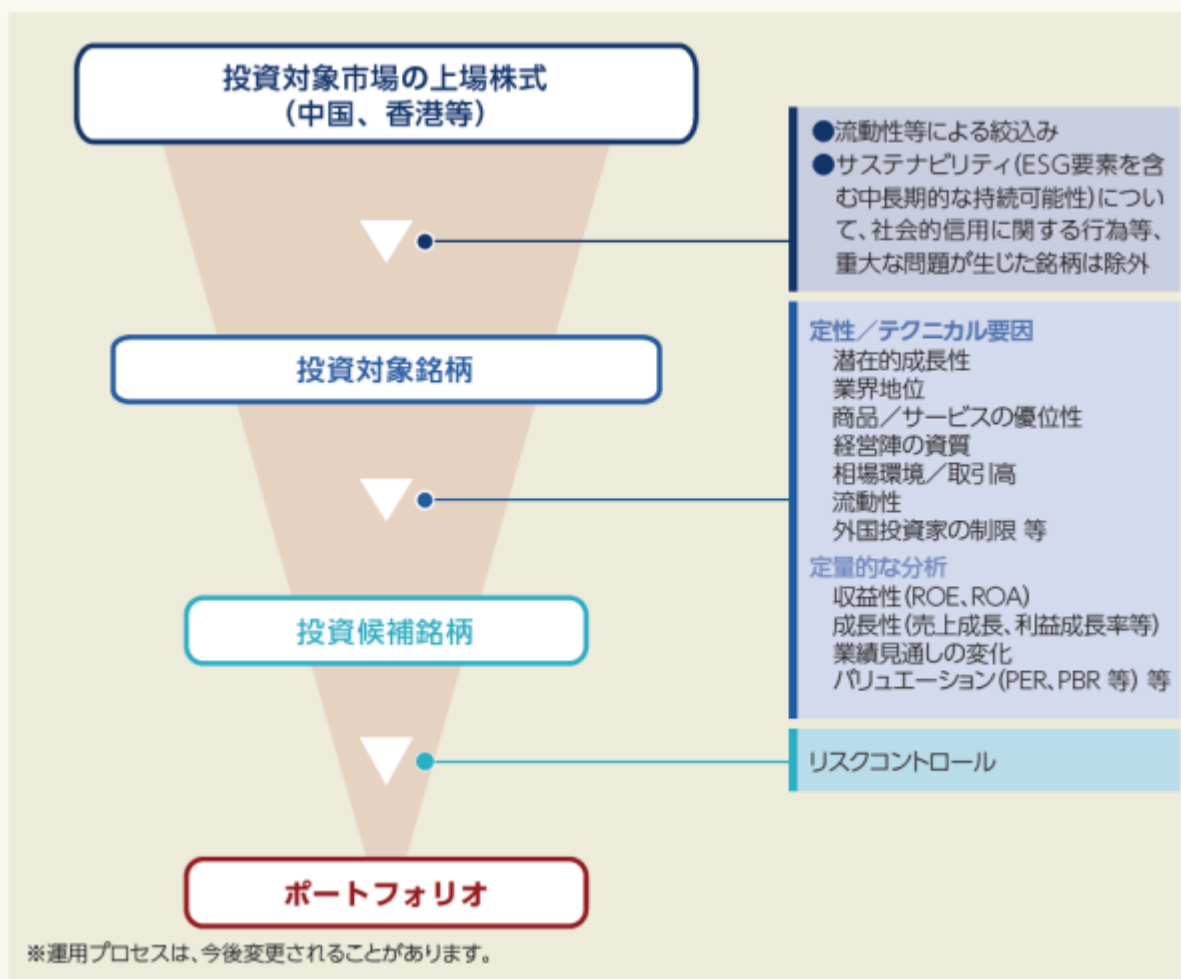 投資対象市場の上場株式
（中国、香港等）
●流動性等による絞込み
●サステナビリティ(ESG要素を含
む中長期的な持続可能性)につい
て、社会的信用に関する行為等、
重大な問題が生じた銘柄は除外
投資対象銘柄
定性／テクニカル要因
潜在的成長性
業界地位
商品／サービスの優位性
経営陣の資質
相場環境／取引高
流動性
外国投資家の制限 等
定量的な分析
収益性(ROE、ROA)
成長性(売上成長、利益成長率等)
業績見通しの変化
バリュエーション(PER、PBR 等) 等
投資候補銘柄
リスクコントロール
ポートフォリオ
※運用プロセスは、今後変更されることがあります。